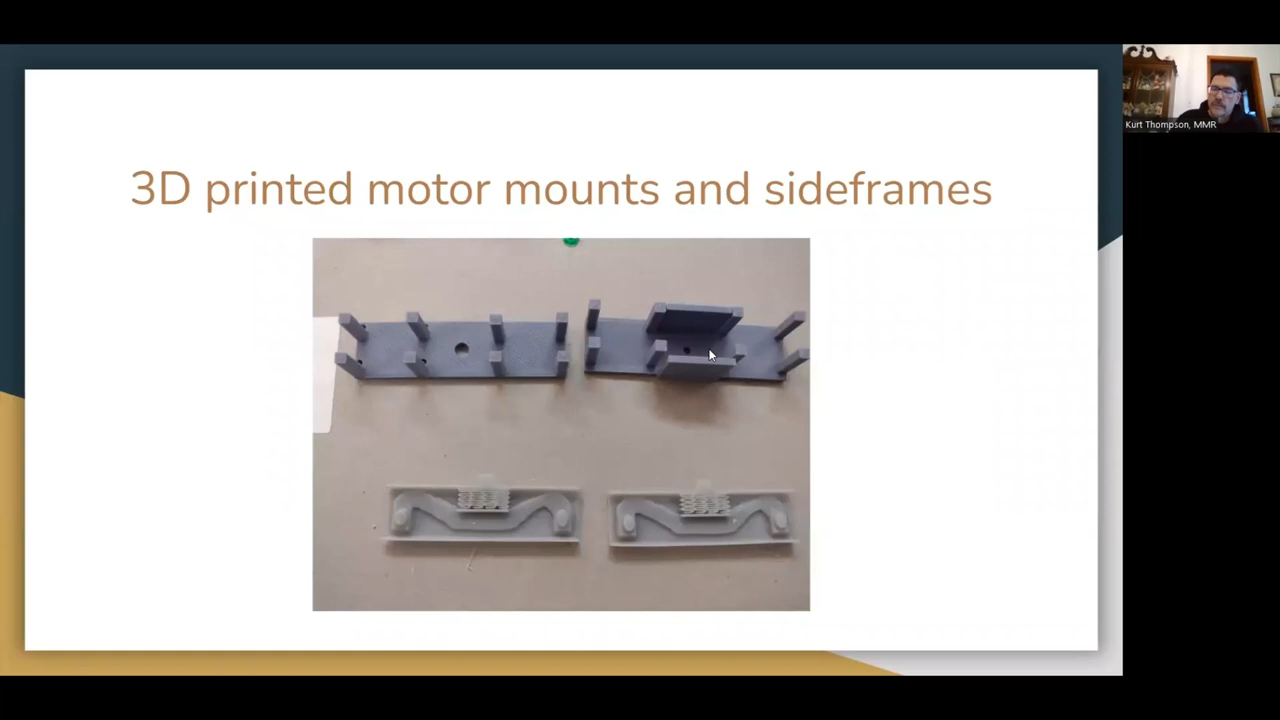 3D printed motor mounts and sideframes
Kurt Thompson, MMR